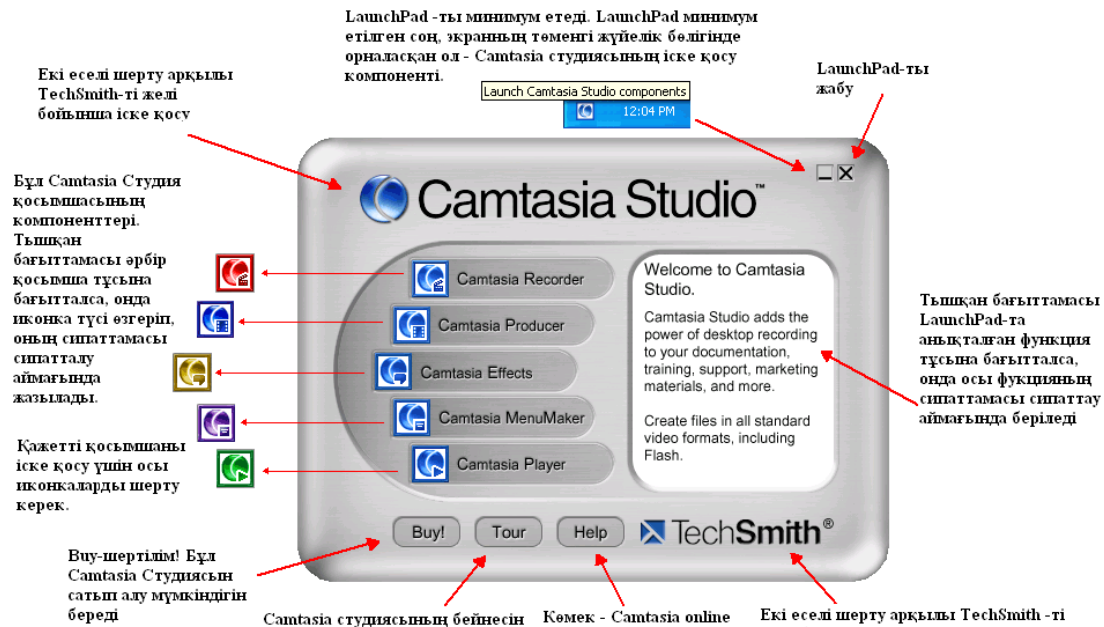 LaunchPad -ты минимум етеді. LaunchPad минимум
етілген соң, экранның төменгі жүйелік бөлігінде
орналасқан ол - Camtasia студиясының іске қосу
компоненті.
Екі еселі шерту арқылы
TechSmith-ті желі
бойынша іске қосу
LaunchPad-ты
жабу
Launch Camtasia Studio components
12:04 PM
Camtasia Studio™
Бұл Camtasia Студия
қосымшасының
компоненттері.
Тышқан
бағыттамасы әрбір
қосымша тұсына
бағытталса, онда
иконка түсі өзгеріп,
оның сипаттамасы
сипатталу
аймағында
жазылады.
Қажетті қосымшаны
іске қосу үшін осы
иконкаларды шерту
керек.
Camtasia Recorder
Camtasia Producer
Camtasia Effects
Camtasia MenuMaker
Camtasia Player
Welcome to Camtasia
Studio.
Camtasia Studio adds the
power of desktop recording
to your documentation,
training, support, marketing
materials, and more.
Create files in all standard
video formats, including
Flash.
Тышқан бағыттамасы
LaunchPad-та
анықталған функция
тұсына бағытталса,
онда осы фукцияның
сипаттамасы сипаттау
аймағында беріледі
Buy!
Tour
Help
TechSmith®
Buy-шертілім! Бұл
Camtasia Студиясын
сатып алу мүмкіндігін
береді
Camtasia студиясының бейнесін
Көмек - Camtasia online
Екі еселі шерту арқылы TechSmith -ті